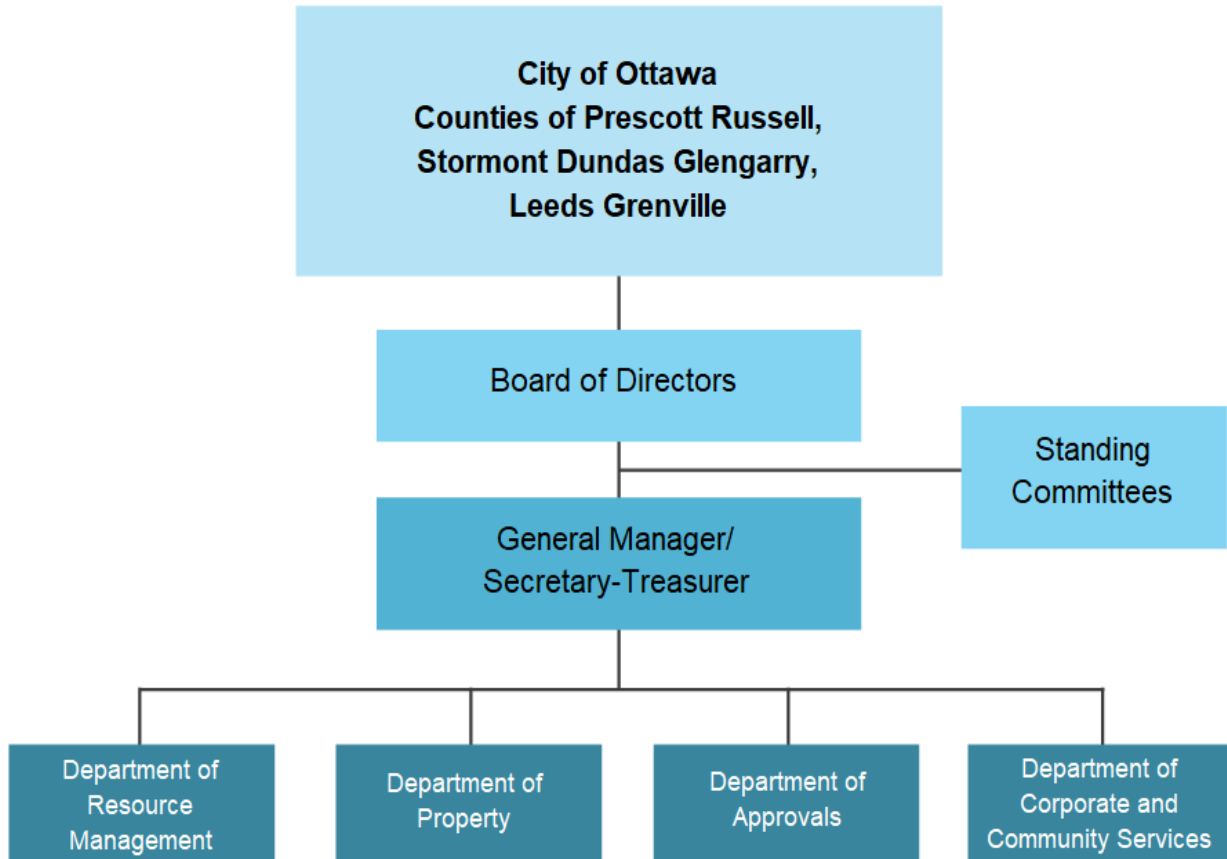 City of Ottawa
Counties of Prescott Russell,
Stormont Dundas Glengarry,
Leeds Grenville
Board of Directors
Standing
Committees
General Manager/
Secretary-Treasurer
Department of
Resource
Management
Department of
Property
Department of
Approvals
Department of
Corporate and
Community Services